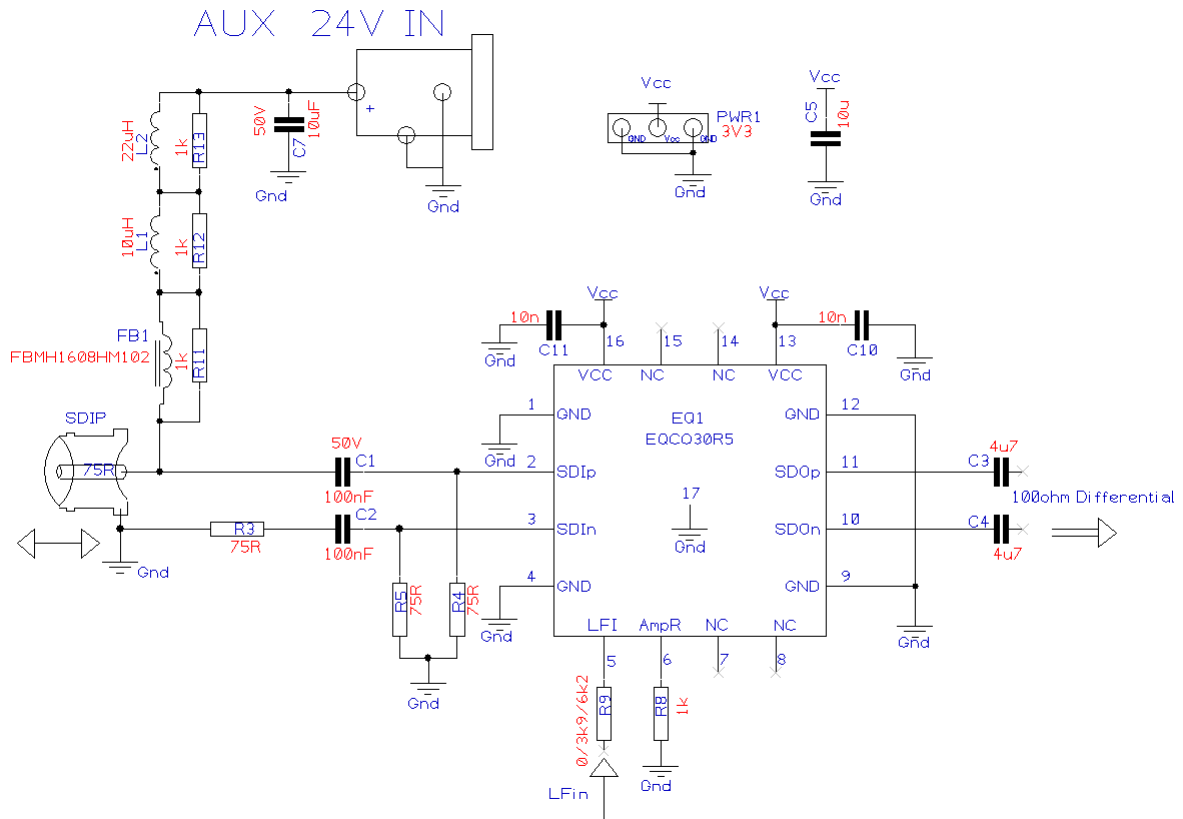 AUX 24V IN
+
50V
10uF
C7
Gnd
Gnd
22uH
L2
1k
R13
10uH
L1
1k
R12
FB1
FBMH1608HM102
1k
R11
Vcc
PWR1
3V3
GND
Vcc
GND
Gnd
Vcc
C5
10u
Gnd
SDIP
75R
Gnd
R3
75R
50V
C1
100nF
C2
100nF
R5
75R
R4
75R
Gnd
Vcc
10n
C11
Gnd
16
15
14
13
Vcc
10n
C10
Gnd
VCC
NC
NC
VCC
1
GND
Gnd
EQ1
EQCO30R5
GND
12
2
SDIp
SDOp
11
C3
4u7
17
Gnd
100ohm Differential
3
SDIn
SDOn
10
C4
4u7
4
GND
Gnd
GND
9
Gnd
LFI
AmpR
NC
NC
5
6
7
8
0/3k9/6k2
R9
R8
1k
Gnd
LFin